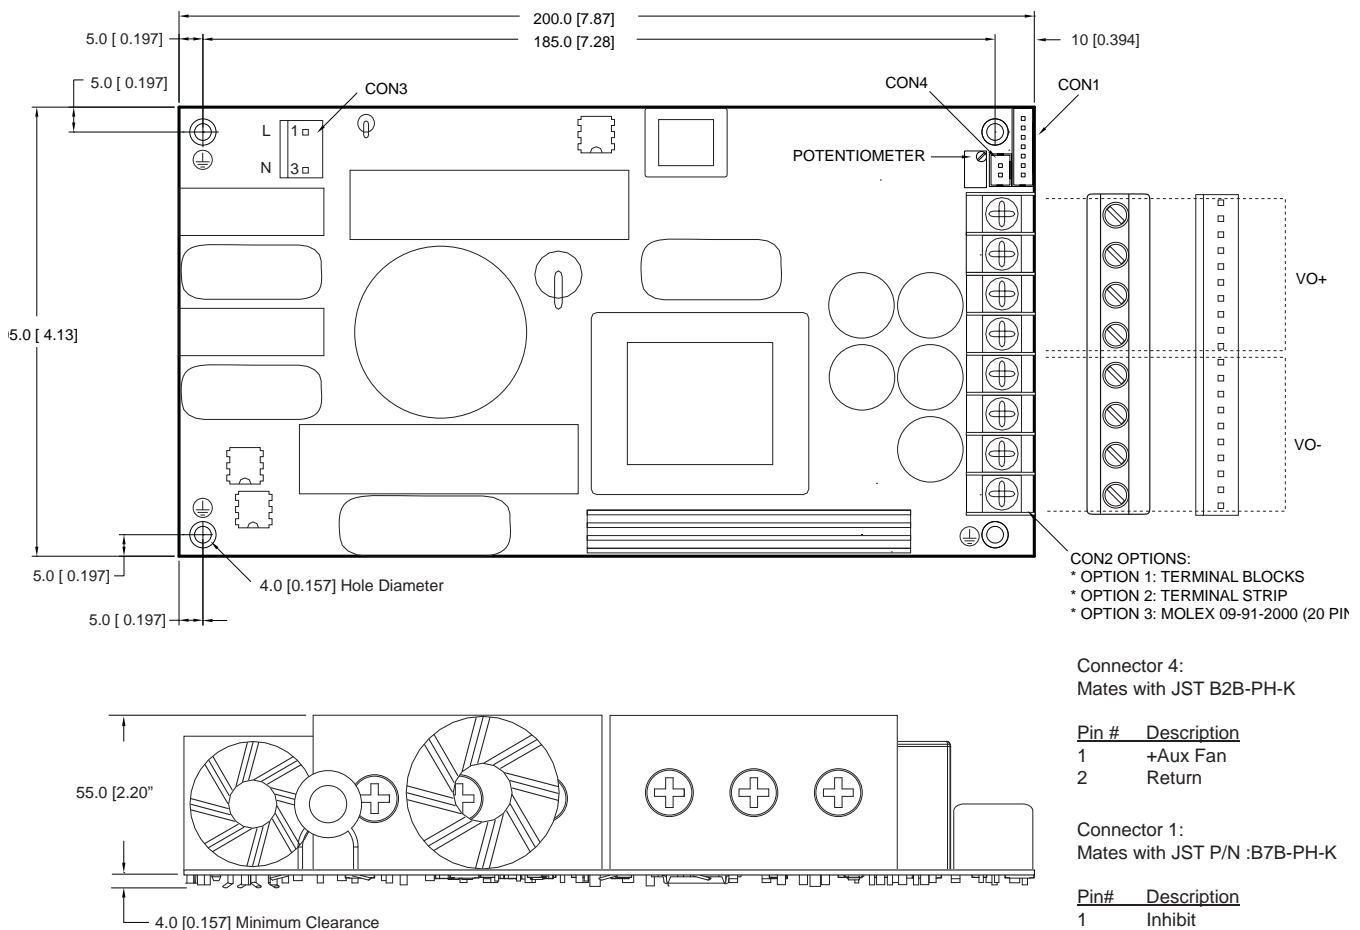 200.0 [7.87]
5.0 [ 0.197]
185.0 [7.28]
10 [0.394]
5.0 [ 0.197]
CON3
CON4
CON1
L 1
POTENTIOMETER
N 3
VO+
5.0 [ 4.13]
VO-
CON2 OPTIONS:
* OPTION 1: TERMINAL BLOCKS
* OPTION 2: TERMINAL STRIP
* OPTION 3: MOLEX 09-91-2000 (20 PIN
5.0 [ 0.197]
4.0 [0.157] Hole Diameter
5.0 [ 0.197]
Connector 4:
Mates with JST B2B-PH-K
Pin # Description
1 +Aux Fan
2 Return
55.0 [2.20"
Connector 1:
Mates with JST P/N :B7B-PH-K
Pin# Description
1 Inhibit
4.0 [0.157] Minimum Clearance